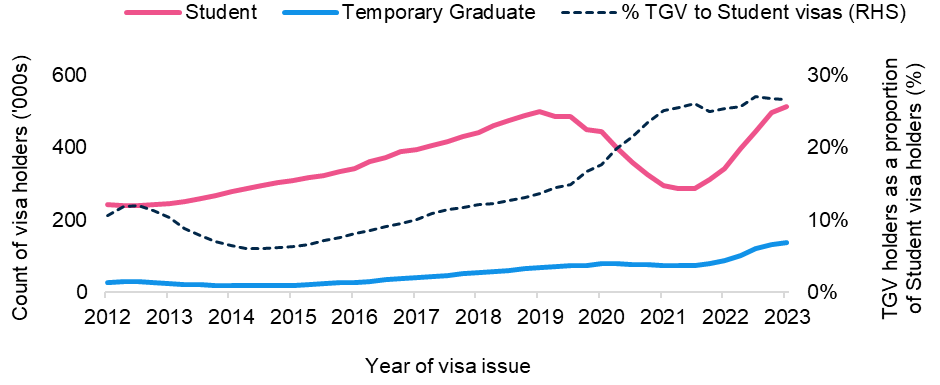 Student Temporary Graduate % TGV to Student visas (RHS)
Count of visa holders ('000s)
600
400
200
0
30%
20%
10%
0%
TGV holders as a proportion
of Student visa holders (%)
2012 2013 2014 2015 2016 2017 2018 2019 2020 2021 2022 2023
Year of visa issue